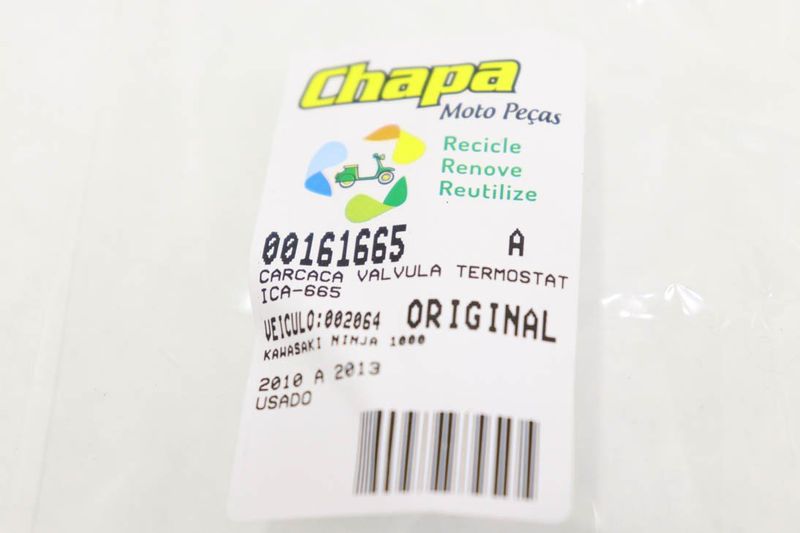 Chapa
Moto Peças
Recicle
Renove
Reutilize
00161665 A
CARCACA VALVULA TERMOSTAT
ICA-665
VEICULO:002064 ORIGINAL
KAWASAKI NINJA 1000
2010 A 2013
USADO